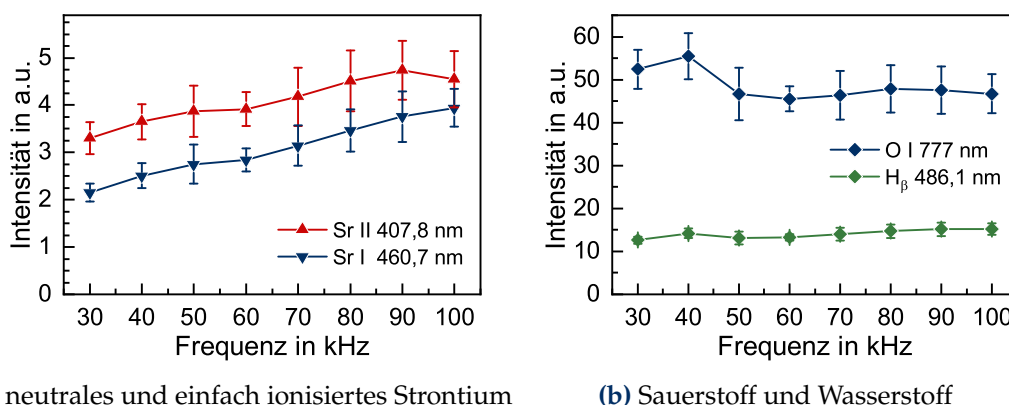 5
4
3
2
1
0
Intensität in a.u.
Sr II 407,8 nm
Sr I 460,7 nm
30 40 50 60 70 80 90 100
Frequenz in kHz
neutrales und einfach ionisiertes Strontium
60
50
40
30
20
10
0
Intensität in a.u.
O I 777 nm
Hβ 486,1 nm
30 40 50 60 70 80 90 100
Frequenz in kHz
(b) Sauerstoff und Wasserstoff